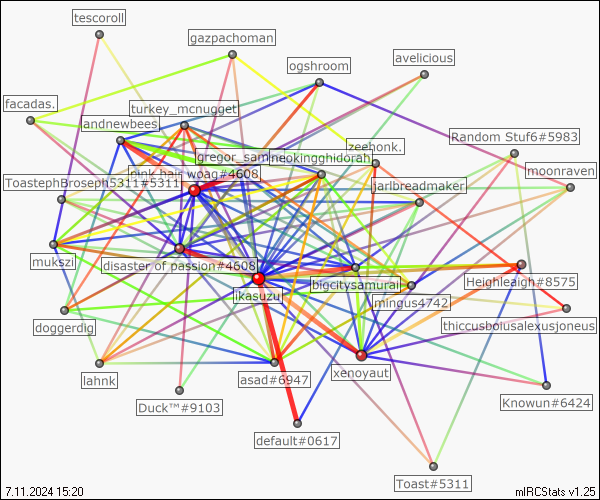 tescoroll
gazpachoman
ogshroom
avelicious
facadas.
turkey_mcnugget
andnewbees
zeehonk.
Random Stuf6#5983
gregor_sam
neokingghidorah
pink hair woag#4608
moonraven
ToastephBroseph5311#5311
jarlbreadmaker
mukszi
disaster of passion#4608
bigcitysamurai
Heighleaigh#8575
ikasuzu
mingus4742
doggerdig
thiccusbolusalexusjoneus
lahnk
asad#6947
xenoyaut
Duck™#9103
Knowun#6424
default#0617
Toast#5311
7.11.2024 15:20
mIRCStats v1.25